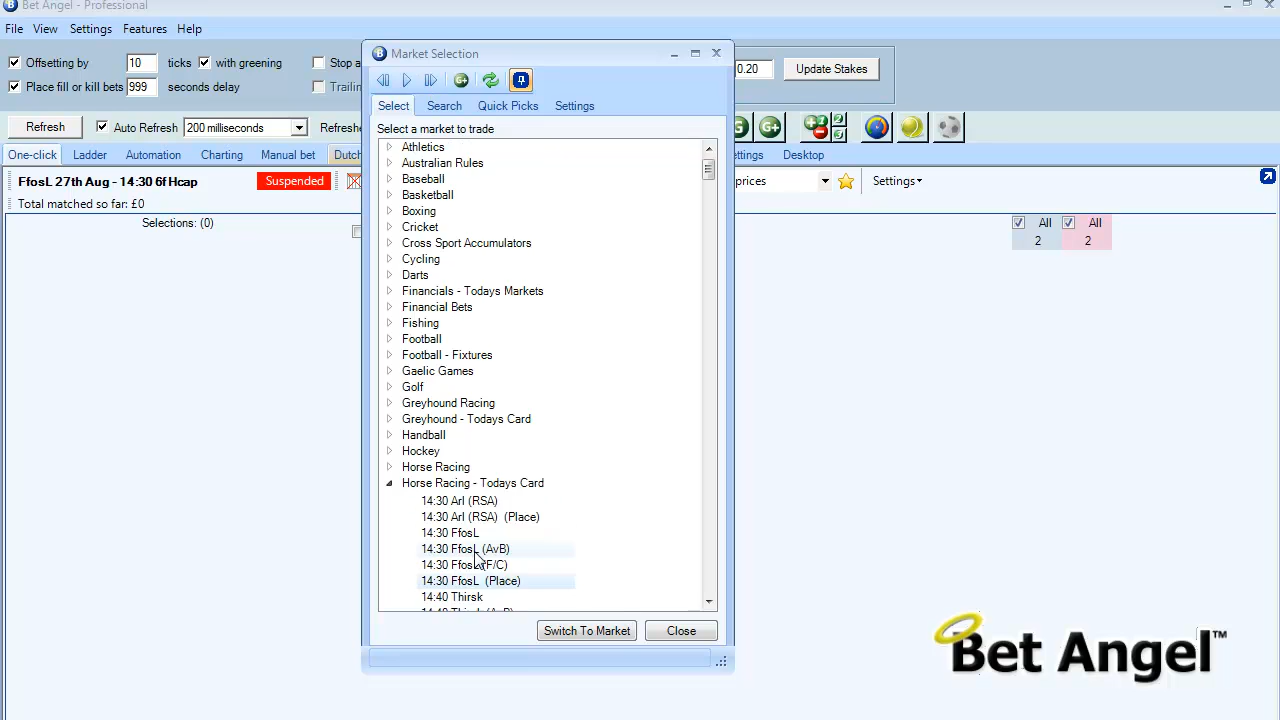 Bet Angel - Professional
File View Settings Features Help
Offsetting by 10 ticks with greening Stop a
Place fill or kill bets 999 seconds delay Trailin
0.20 Update Stakes
Refresh Auto Refresh 200 milliseconds Refreshe
One-click Ladder Automation Charting Manual bet Dutch
ettings Desktop
FfosL 27th Aug - 14:30 6f Hcap Suspended
prices Settings
Total matched so far: £0
Selections: (0)
All All
2 2
Market Selection
Select Search Quick Picks Settings
Select a market to trade
Athletics
Australian Rules
Baseball
Basketball
Boxing
Cricket
Cross Sport Accumulators
Cycling
Darts
Financials - Todays Markets
Financial Bets
Fishing
Football
Football - Fixtures
Gaelic Games
Golf
Greyhound Racing
Greyhound - Todays Card
Handball
Hockey
Horse Racing
Horse Racing - Todays Card
14:30 Arl (RSA)
14:30 Arl (RSA) (Place)
14:30 FfosL
14:30 FfosL (AvB)
14:30 FfosL (F/C)
14:30 FfosL (Place)
14:40 Thirsk
Switch To Market Close
Bet Angel™